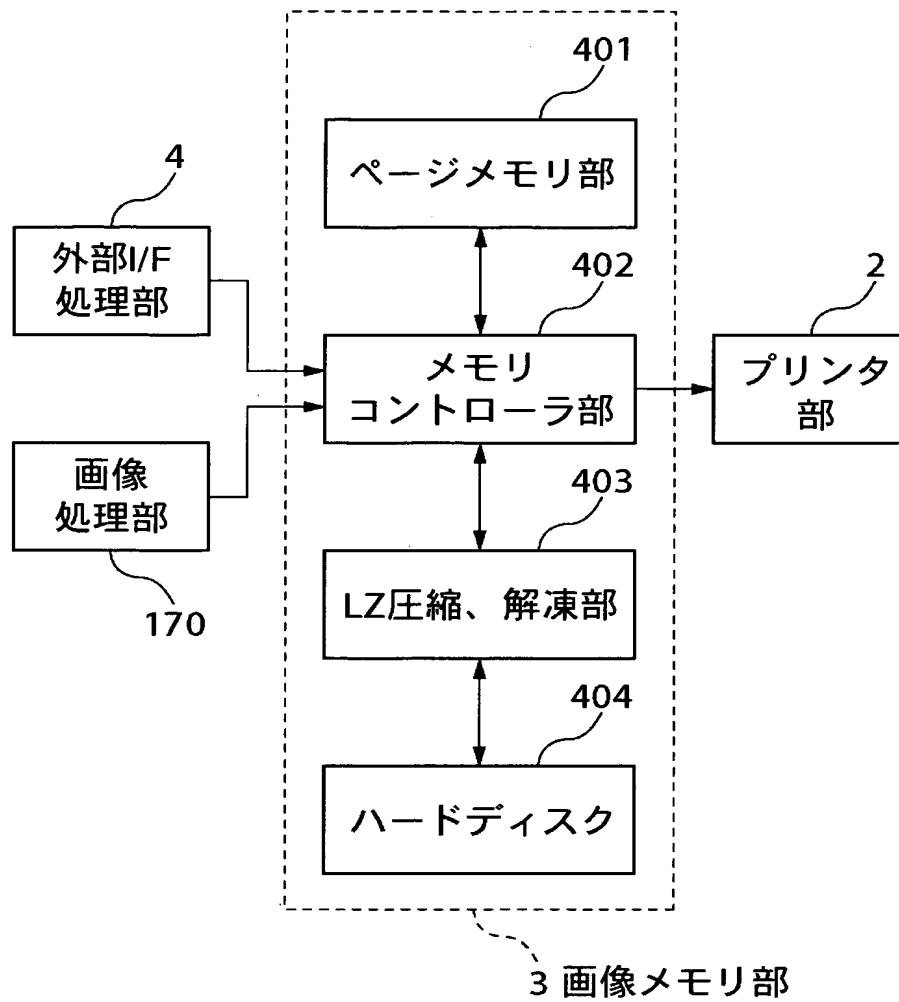 401
ページメモリ部
4
外部I/F
処理部
402
メモリ
コントローラ部
2
プリンタ
部
画像
処理部
170
403
LZ圧縮、解凍部
404
ハードディスク
3 画像メモリ部